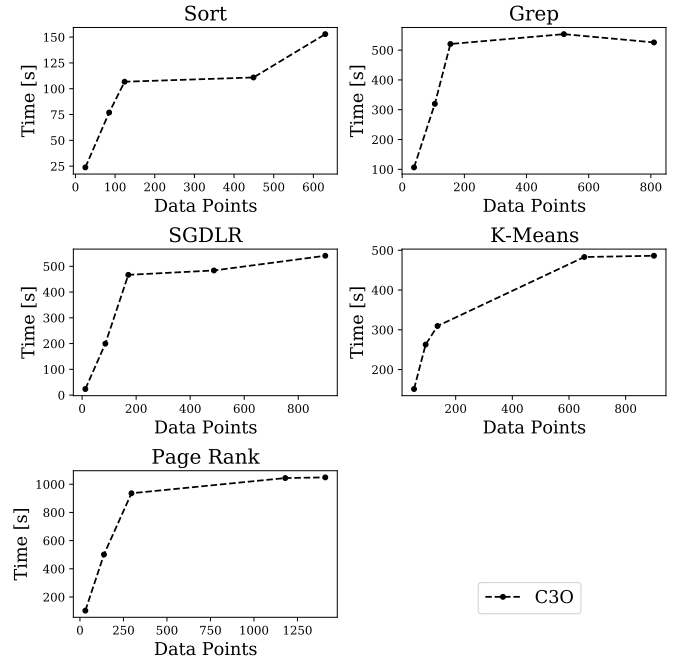 Sort
Time [s]
150
125
100
75
50
25
0 100 200 300 400 500 600
Data Points
Grep
Time [s]
500
400
300
200
100
0 200 400 600 800
Data Points
SGDLR
Time [s]
500
400
300
200
100
0
0 200 400 600 800
Data Points
K-Means
Time [s]
500
400
300
200
200 400 600 800
Data Points
Page Rank
Time [s]
1000
800
600
400
200
0 250 500 750 1000 1250
Data Points
C3O